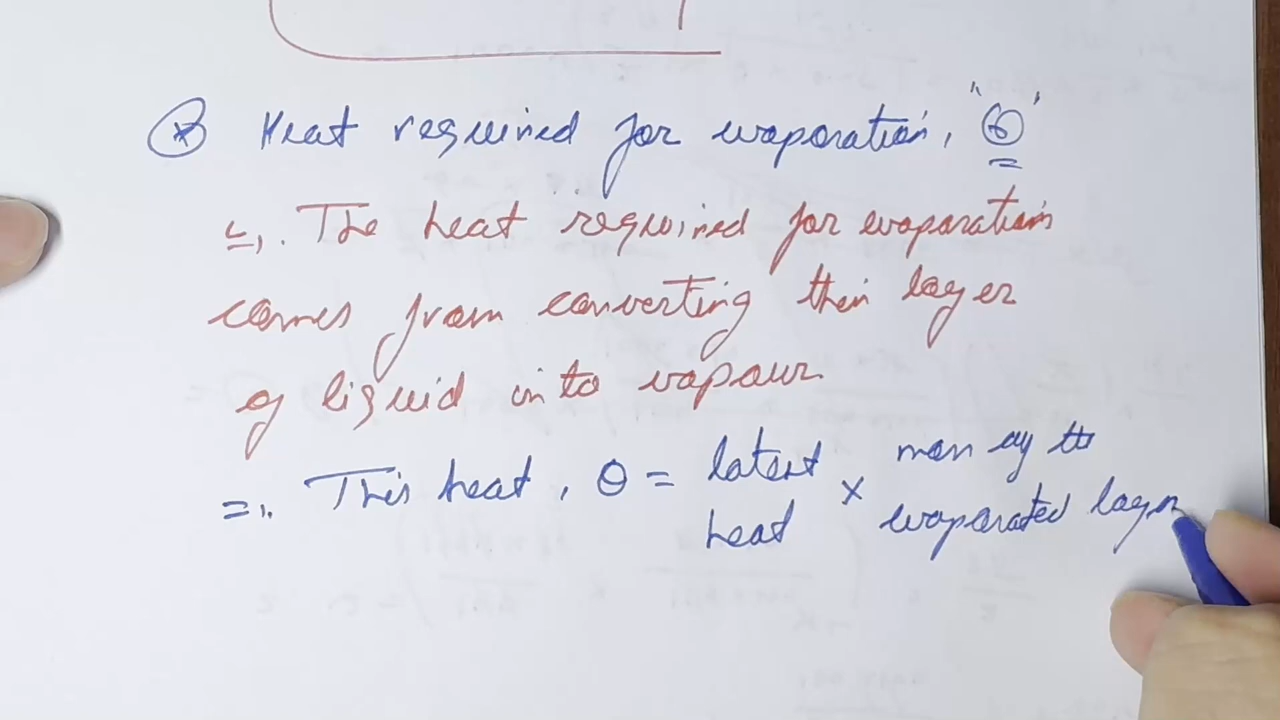 ⊛ Heat required for evaporation, "θ"
=). The heat required for evaporation
comes from converting thin layer
of liquid into vapour
=). This heat, θ = latent heat × mass of the evaporated layer